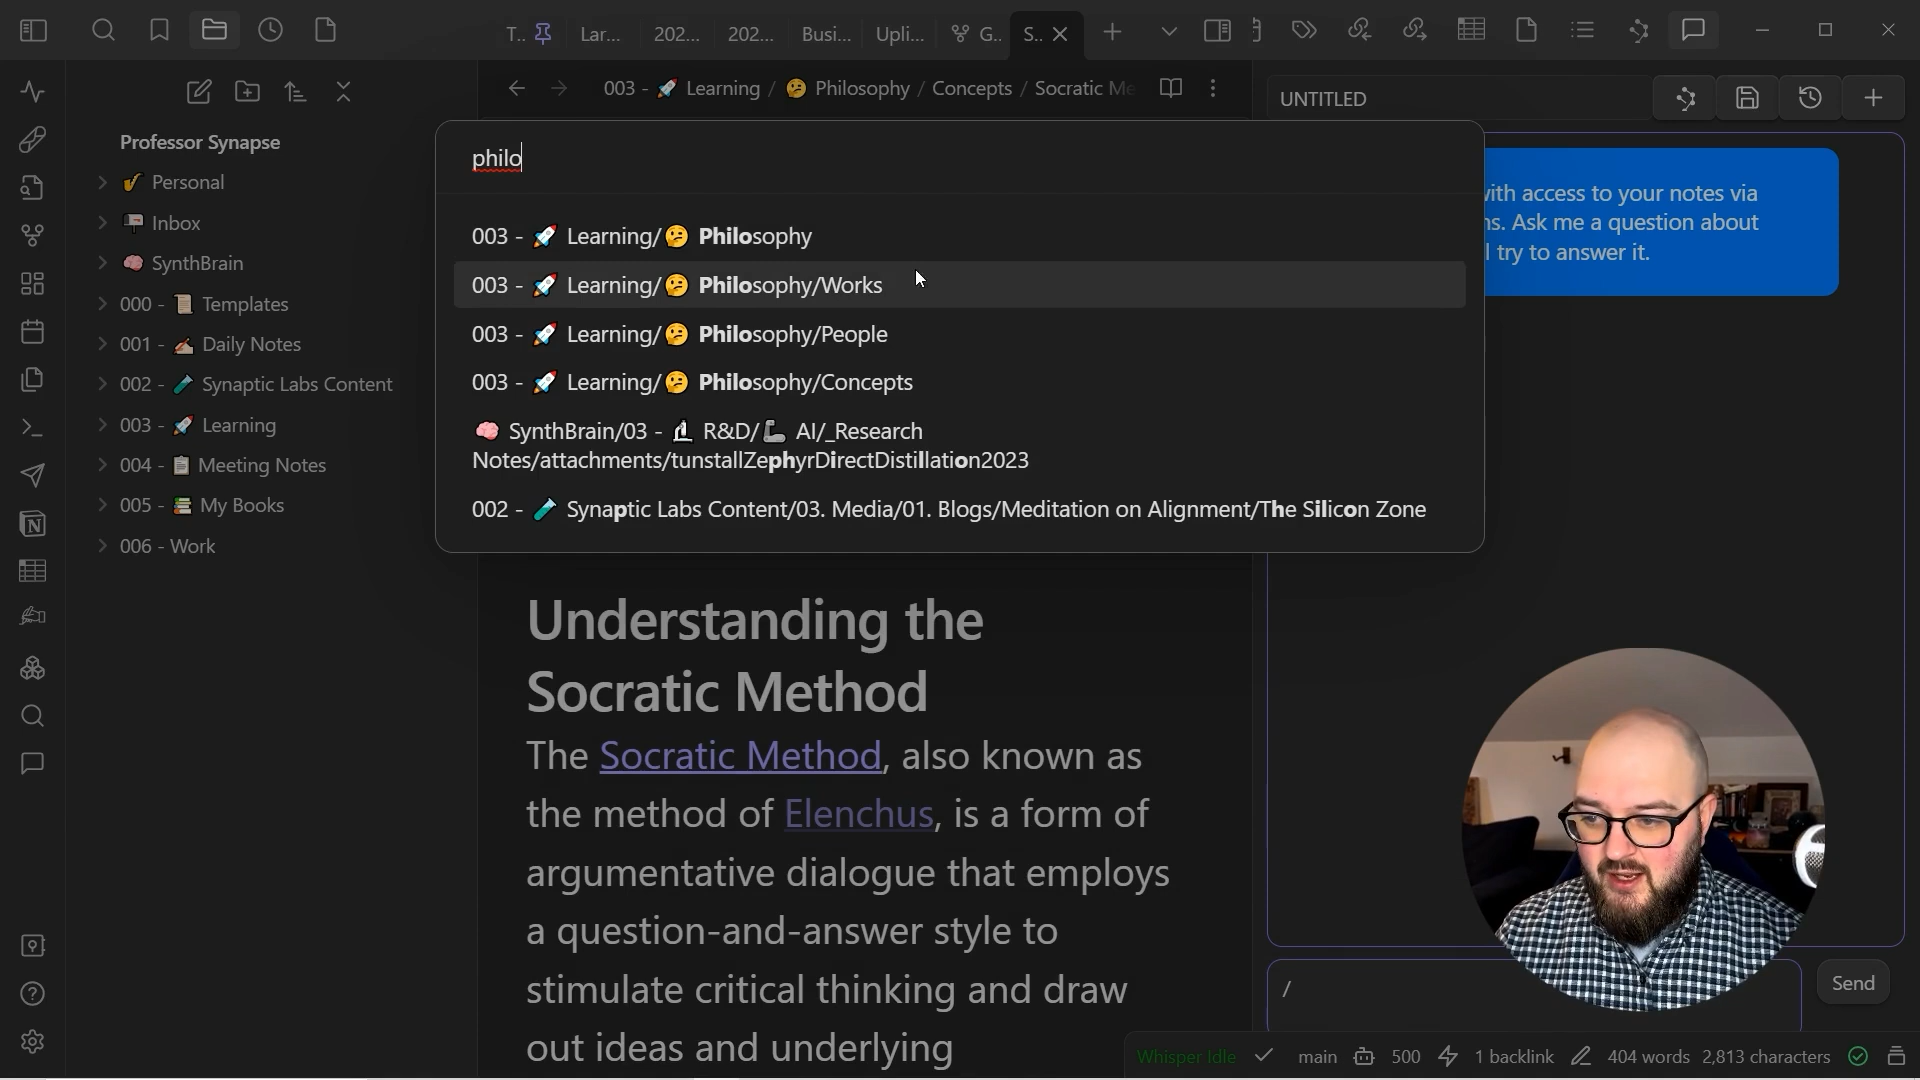 T..
Lar...
202...
202...
Busi...
Upli...
G..
S..
003 - 🚀 Learning / 🤔 Philosophy / Concepts / Socratic Me
UNTITLED
Professor Synapse
🎷 Personal
📭 Inbox
🧠 SynthBrain
000 - 📜 Templates
001 - ✍🏼 Daily Notes
002 - 🧪 Synaptic Labs Content
003 - 🚀 Learning
004 - 📋 Meeting Notes
005 - 📚 My Books
006 - Work
philo
003 - 🚀 Learning/🤔 Philosophy
003 - 🚀 Learning/🤔 Philosophy/Works
003 - 🚀 Learning/🤔 Philosophy/People
003 - 🚀 Learning/🤔 Philosophy/Concepts
🧠 SynthBrain/03 - 🔬 R&D/🦾 AI/_Research
Notes/attachments/tunstallZephyrDirectDistillation2023
002 - 🧪 Synaptic Labs Content/03. Media/01. Blogs/Meditation on Alignment/The Silicon Zone
with access to your notes via
ns. Ask me a question about
l try to answer it.
Understanding the
Socratic Method
The Socratic Method, also known as
the method of Elenchus, is a form of
argumentative dialogue that employs
a question-and-answer style to
stimulate critical thinking and draw
out ideas and underlying
/
Send
Whisper Idle
main
500
1 backlink
404 words
2,813 characters